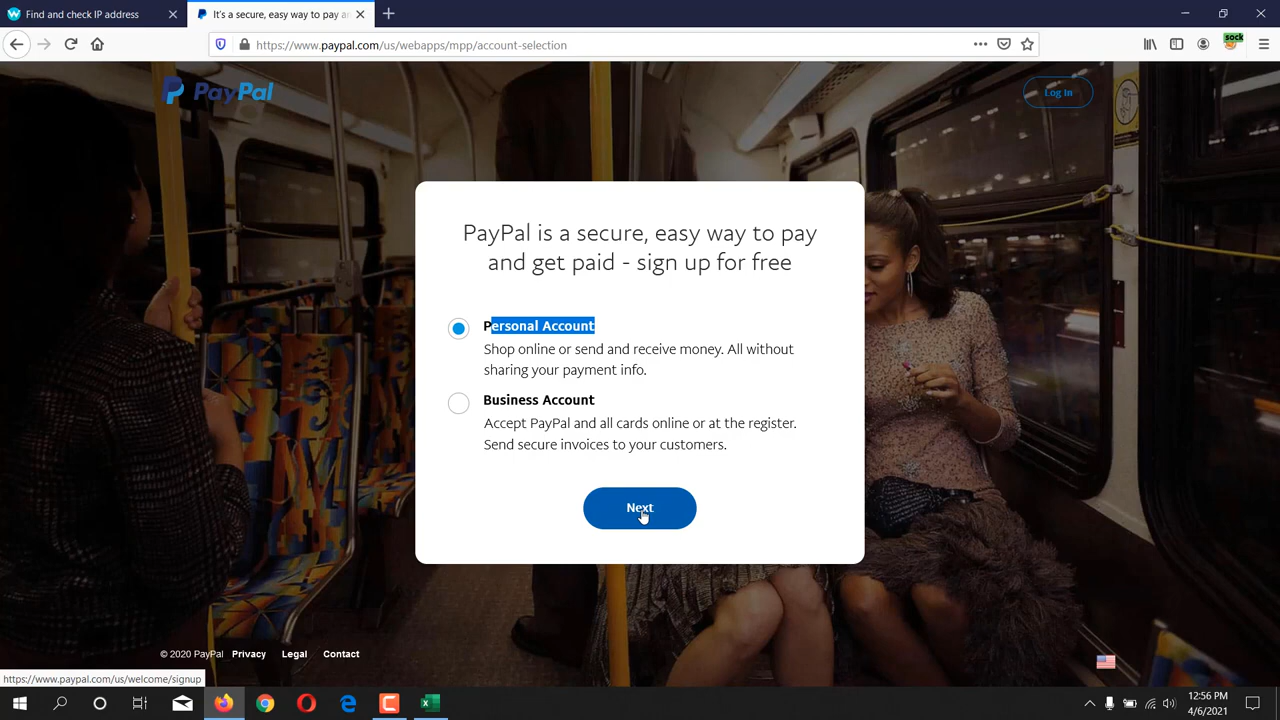 Find and check IP address
It's a secure, easy way to pay an
https://www.paypal.com/us/webapps/mpp/account-selection
sock
PayPal
Log In
PayPal is a secure, easy way to pay
and get paid - sign up for free
Personal Account
Shop online or send and receive money. All without
sharing your payment info.
Business Account
Accept PayPal and all cards online or at the register.
Send secure invoices to your customers.
Next
© 2020 PayPal Privacy Legal Contact
https://www.paypal.com/us/welcome/signup
12:56 PM
4/6/2021